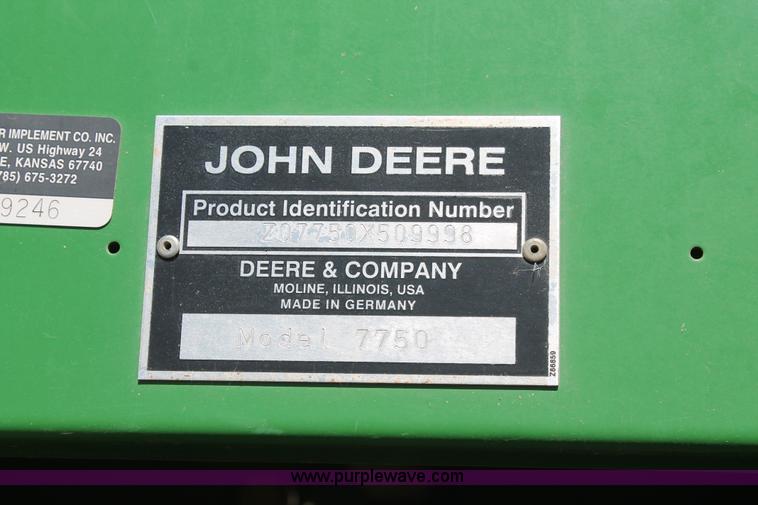 R IMPLEMENT CO. INC.
W. US Highway 24
E, KANSAS 67740
785) 675-3272
9246
JOHN DEERE
Product Identification Number
Z07750X509998
DEERE & COMPANY
MOLINE, ILLINOIS, USA
MADE IN GERMANY
Model 7750
Z86859
www.purplewave.com